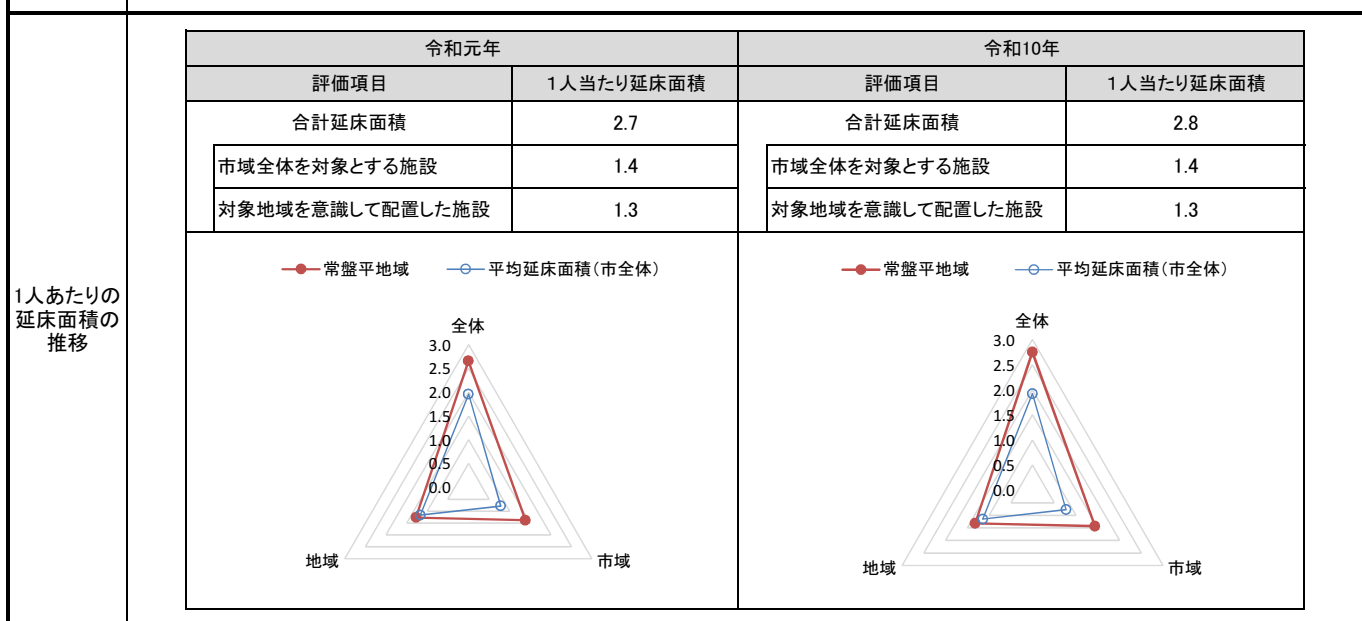 令和元年 令和10年
評価項目 1人当たり延床面積 評価項目 1人当たり延床面積
合計延床面積 2.7 合計延床面積 2.8
市域全体を対象とする施設 1.4 市域全体を対象とする施設 1.4
対象地域を意識して配置した施設 1.3 対象地域を意識して配置した施設 1.3
1人あたりの
延床面積の
推移
常盤平地域 平均延床面積(市全体)
全体
3.0
2.5
2.0
1.5
1.0
0.5
0.0
地域 市域
常盤平地域 平均延床面積(市全体)
全体
3.0
2.5
2.0
1.5
1.0
0.5
0.0
地域 市域